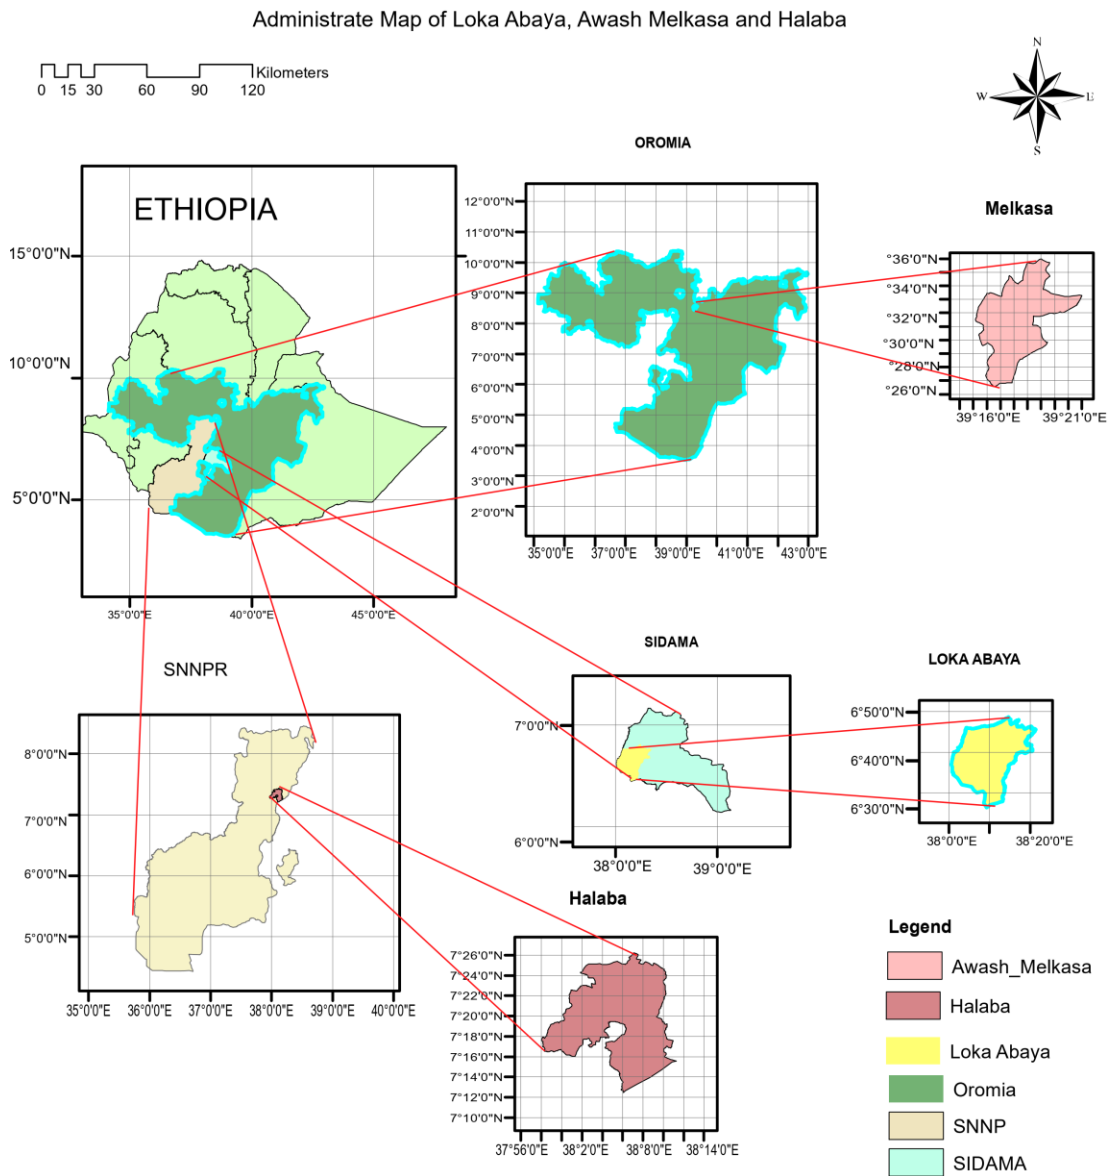 Administrate Map of Loka Abaya, Awash Melkasa and Halaba
Kilometers
0 15 30 60 90 120
N
W E
S
OROMIA
ETHIOPIA
15°0'0"N
10°0'0"N
5°0'0"N
35°0'0"E 40°0'0"E 45°0'0"E
12°0'0"N
11°0'0"N
10°0'0"N
9°0'0"N
8°0'0"N
7°0'0"N
6°0'0"N
5°0'0"N
4°0'0"N
3°0'0"N
2°0'0"N
35°0'0"E 37°0'0"E 39°0'0"E 41°0'0"E 43°0'0"E
Melkasa
°36'0"N
°34'0"N
°32'0"N
°30'0"N
°28'0"N
°26'0"N
39°16'0"E 39°21'0"E
SNNPR
8°0'0"N
7°0'0"N
6°0'0"N
5°0'0"N
35°0'0"E 36°0'0"E 37°0'0"E 38°0'0"E 39°0'0"E 40°0'0"E
SIDAMA
7°0'0"N
6°0'0"N
38°0'0"E 39°0'0"E
LOKA ABAYA
6°50'0"N
6°40'0"N
6°30'0"N
38°0'0"E 38°20'0"E
Halaba
7°26'0"N
7°24'0"N
7°22'0"N
7°20'0"N
7°18'0"N
7°16'0"N
7°14'0"N
7°12'0"N
7°10'0"N
37°56'0"E 38°2'0"E 38°8'0"E 38°14'0"E
Legend
Awash_Melkasa
Halaba
Loka Abaya
Oromia
SNNP
SIDAMA